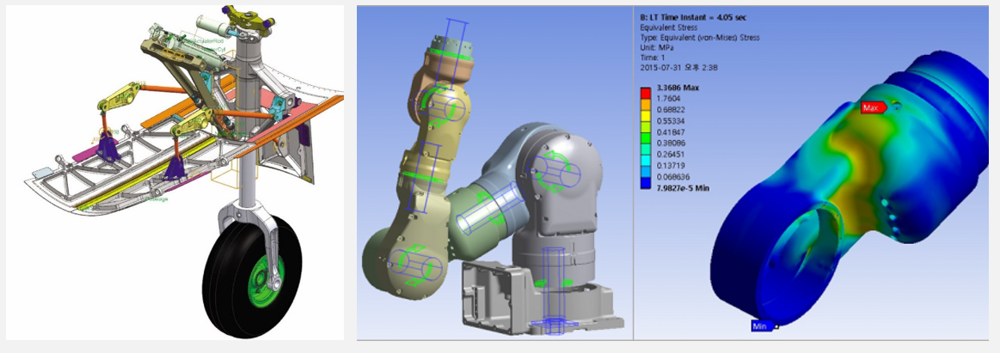 B: LT Time Instant = 4.05 sec
Equivalent Stress
Type: Equivalent (von-Mises) Stress
Unit: MPa
Time: 1
2015-07-31 오후 2:38
3.3686 Max
1.7604
0.68822
0.55334
0.41847
0.38086
0.26451
0.13719
0.068636
7.9827e-5 Min
Max
Min